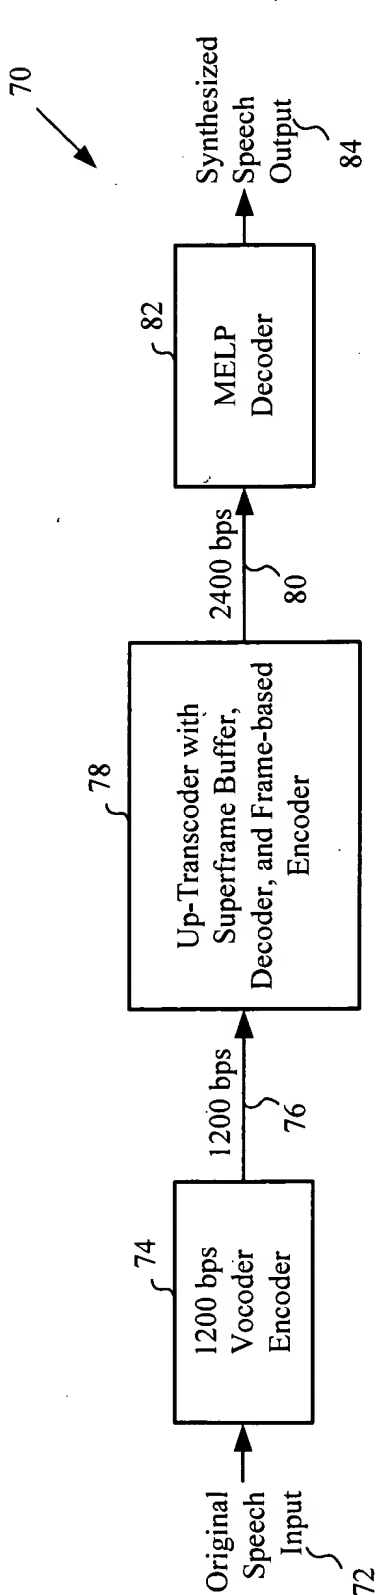 70
Original
Speech
Input
72
74
1200 bps
Vocoder
Encoder
1200 bps
76
78
Up-Transcoder with
Superframe Buffer,
Decoder, and Frame-based
Encoder
2400 bps
80
82
MELP
Decoder
Synthesized
Speech
Output
84